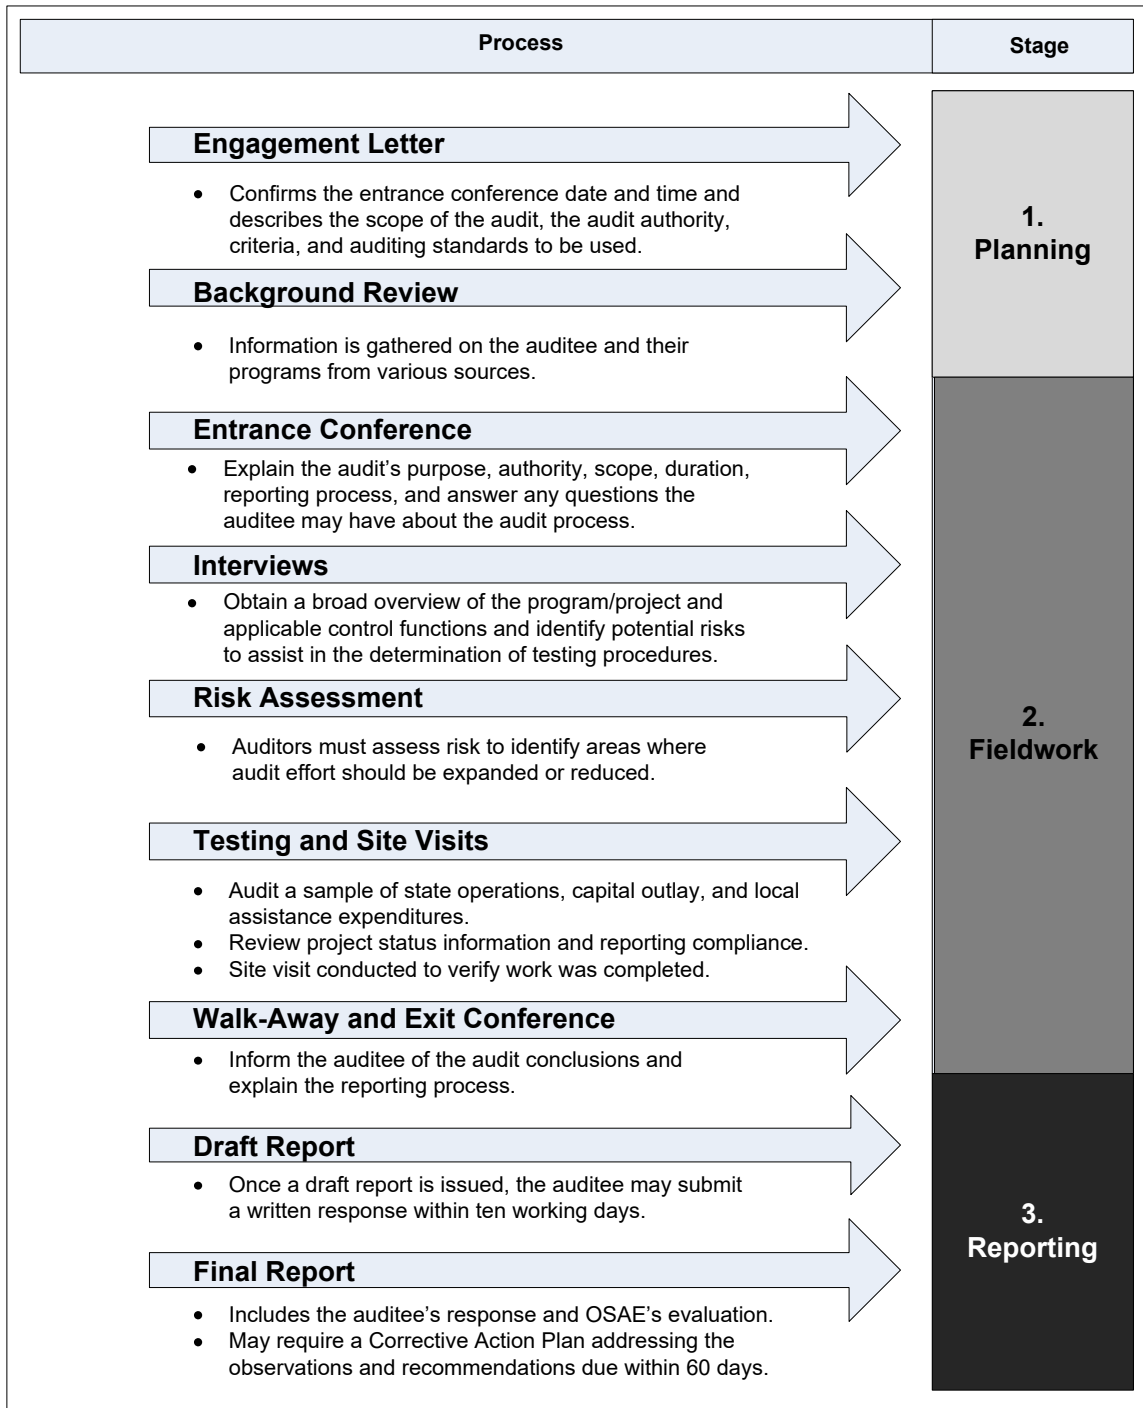 Process
Stage
Engagement Letter
• Confirms the entrance conference date and time and
describes the scope of the audit, the audit authority,
criteria, and auditing standards to be used.
1.
Planning
Background Review
• Information is gathered on the auditee and their
programs from various sources.
Entrance Conference
• Explain the audit's purpose, authority, scope, duration,
reporting process, and answer any questions the
auditee may have about the audit process.
Interviews
• Obtain a broad overview of the program/project and
applicable control functions and identify potential risks
to assist in the determination of testing procedures.
Risk Assessment
• Auditors must assess risk to identify areas where
audit effort should be expanded or reduced.
2.
Fieldwork
Testing and Site Visits
• Audit a sample of state operations, capital outlay, and local
assistance expenditures.
• Review project status information and reporting compliance.
• Site visit conducted to verify work was completed.
Walk-Away and Exit Conference
• Inform the auditee of the audit conclusions and
explain the reporting process.
Draft Report
• Once a draft report is issued, the auditee may submit
a written response within ten working days.
3.
Reporting
Final Report
• Includes the auditee's response and OSAE's evaluation.
• May require a Corrective Action Plan addressing the
observations and recommendations due within 60 days.